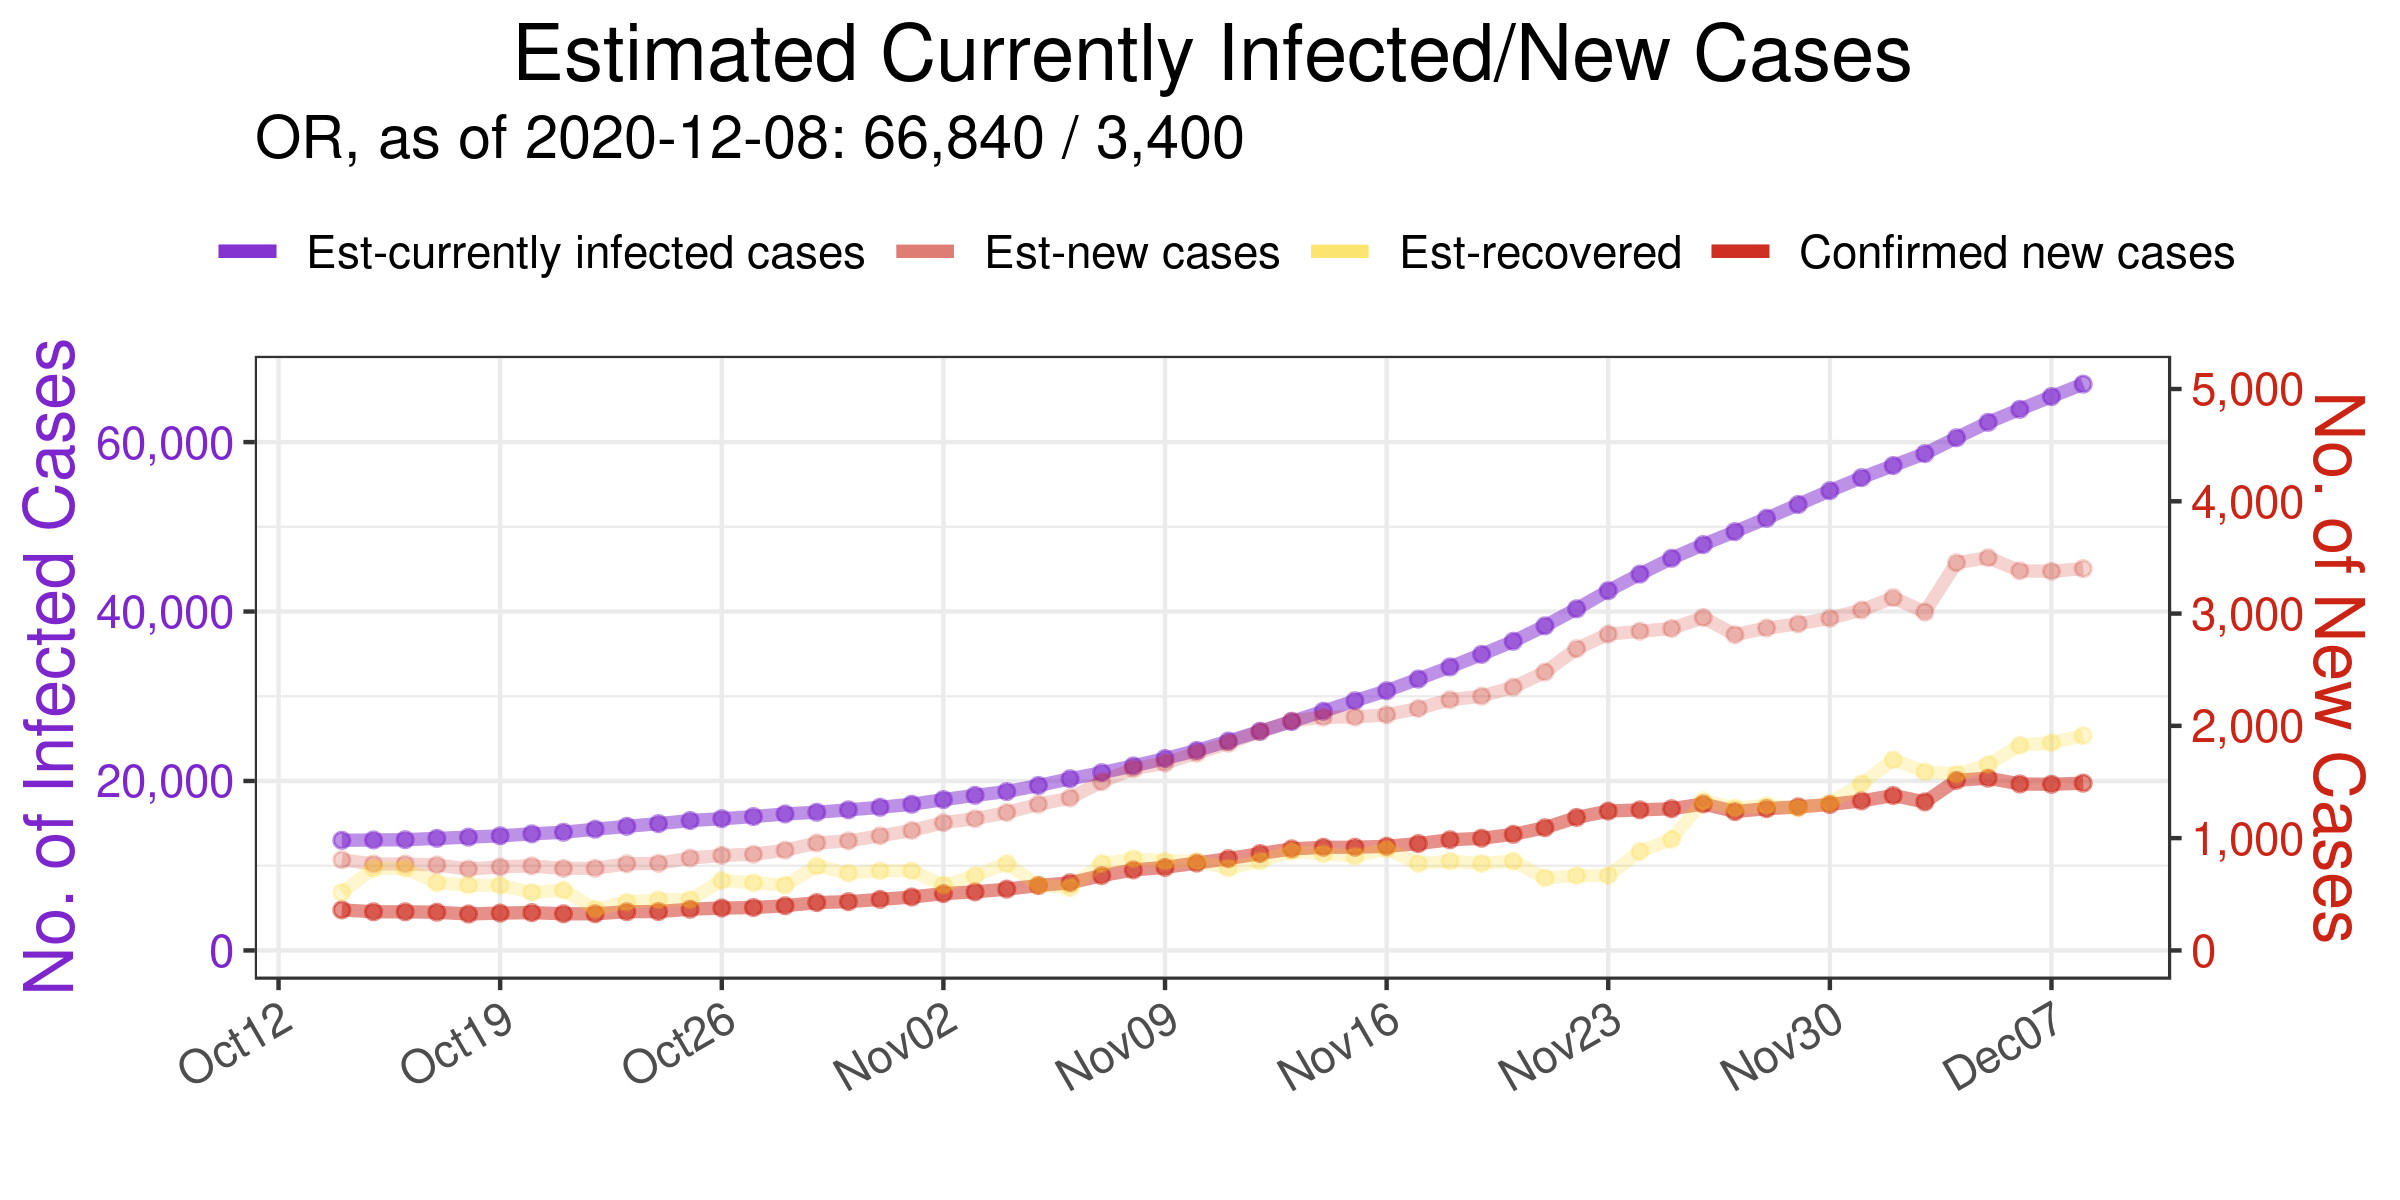 Estimated Currently Infected/New Cases
OR, as of 2020-12-08: 66,840 / 3,400
Est-currently infected cases Est-new cases Est-recovered Confirmed new cases
No. of Infected Cases
60,000
40,000
20,000
0
5,000
4,000
3,000
2,000
1,000
0
No. of New Cases
Oct12 Oct19 Oct26 Nov02 Nov09 Nov16 Nov23 Nov30 Dec07